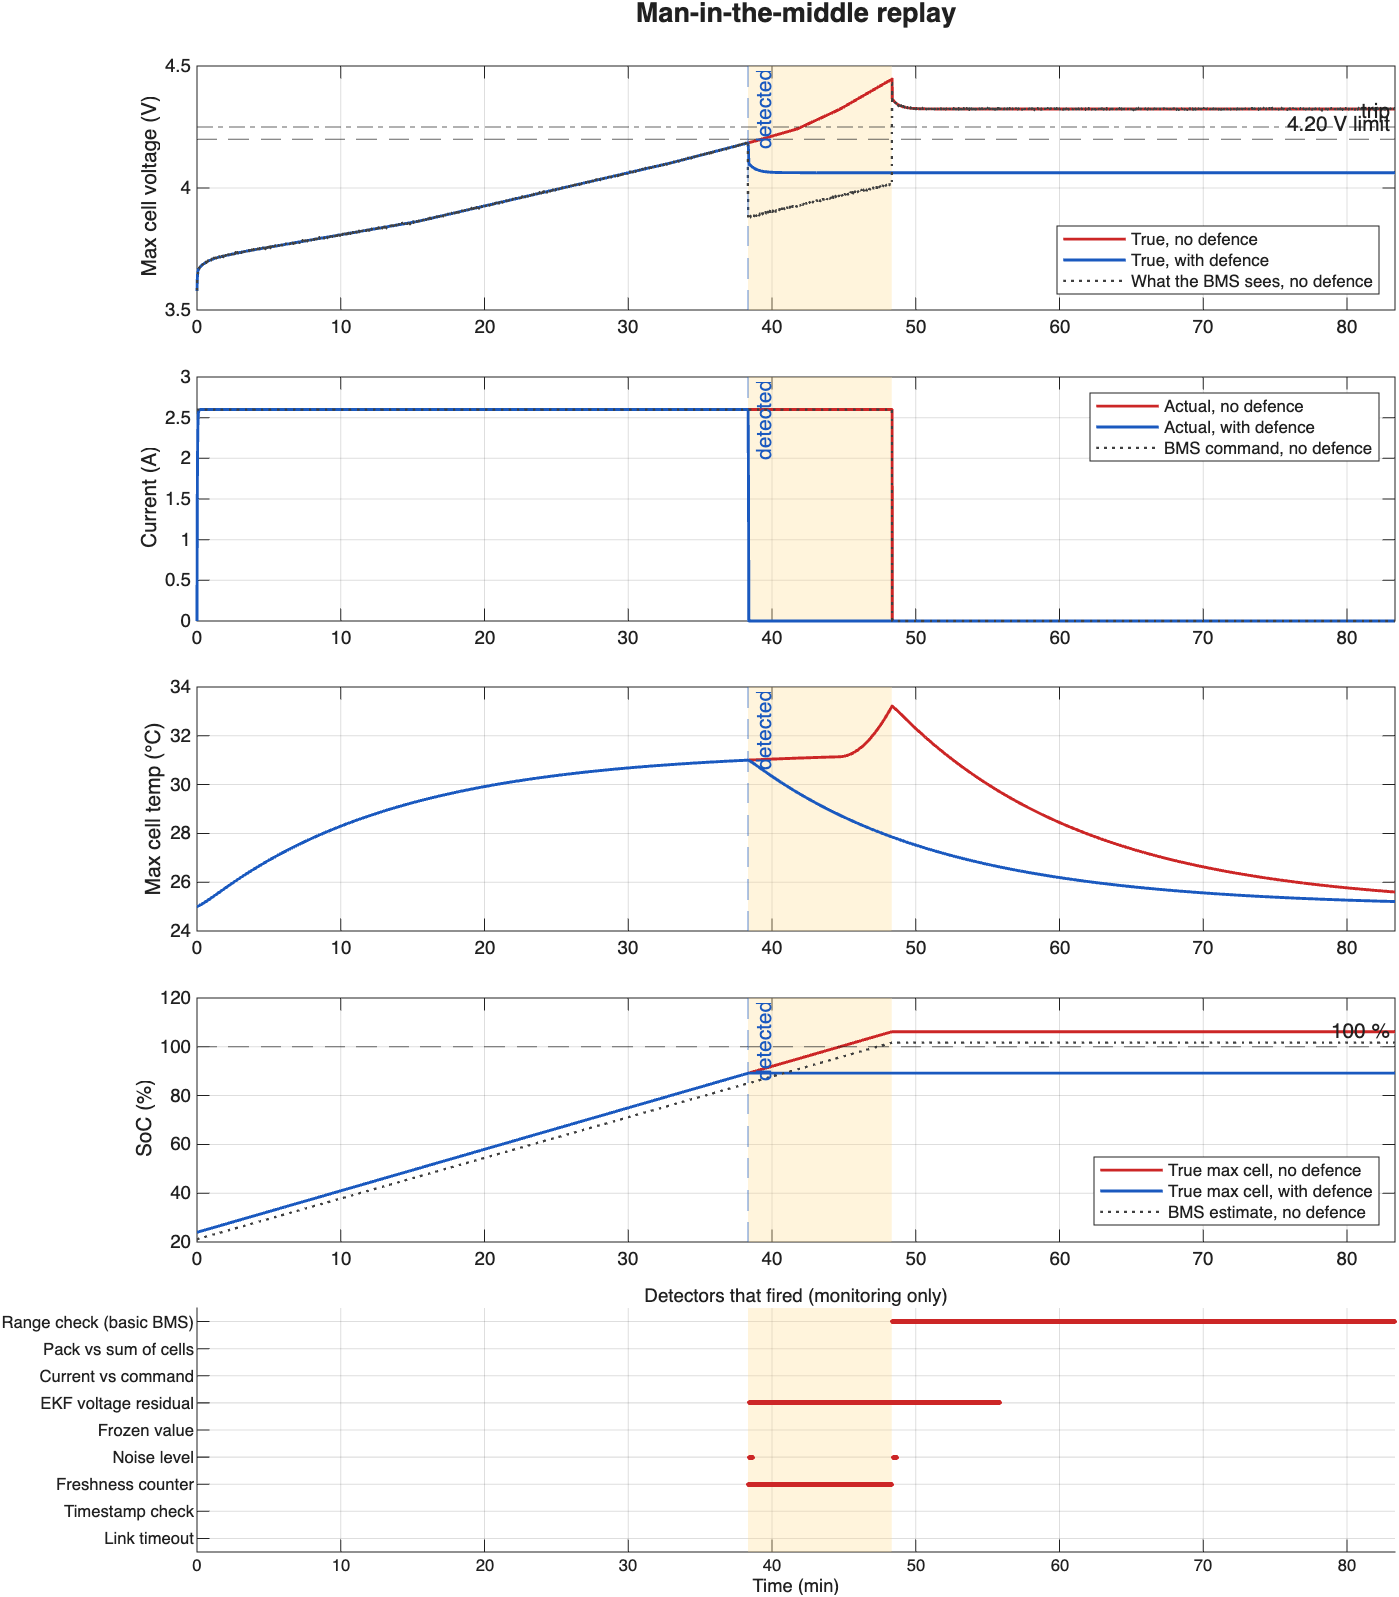 Man-in-the-middle replay
Max cell voltage (V)
4.5
4
3.5
detected
trip
4.20 V limit
True, no defence
True, with defence
What the BMS sees, no defence
0 10 20 30 40 50 60 70 80
Current (A)
3
2.5
2
1.5
1
0.5
0
detected
Actual, no defence
Actual, with defence
BMS command, no defence
0 10 20 30 40 50 60 70 80
Max cell temp (°C)
34
32
30
28
26
24
detected
0 10 20 30 40 50 60 70 80
SoC (%)
120
100
80
60
40
20
detected
100 %
True max cell, no defence
True max cell, with defence
BMS estimate, no defence
0 10 20 30 40 50 60 70 80
Detectors that fired (monitoring only)
Range check (basic BMS)
Pack vs sum of cells
Current vs command
EKF voltage residual
Frozen value
Noise level
Freshness counter
Timestamp check
Link timeout
0 10 20 30 40 50 60 70 80
Time (min)